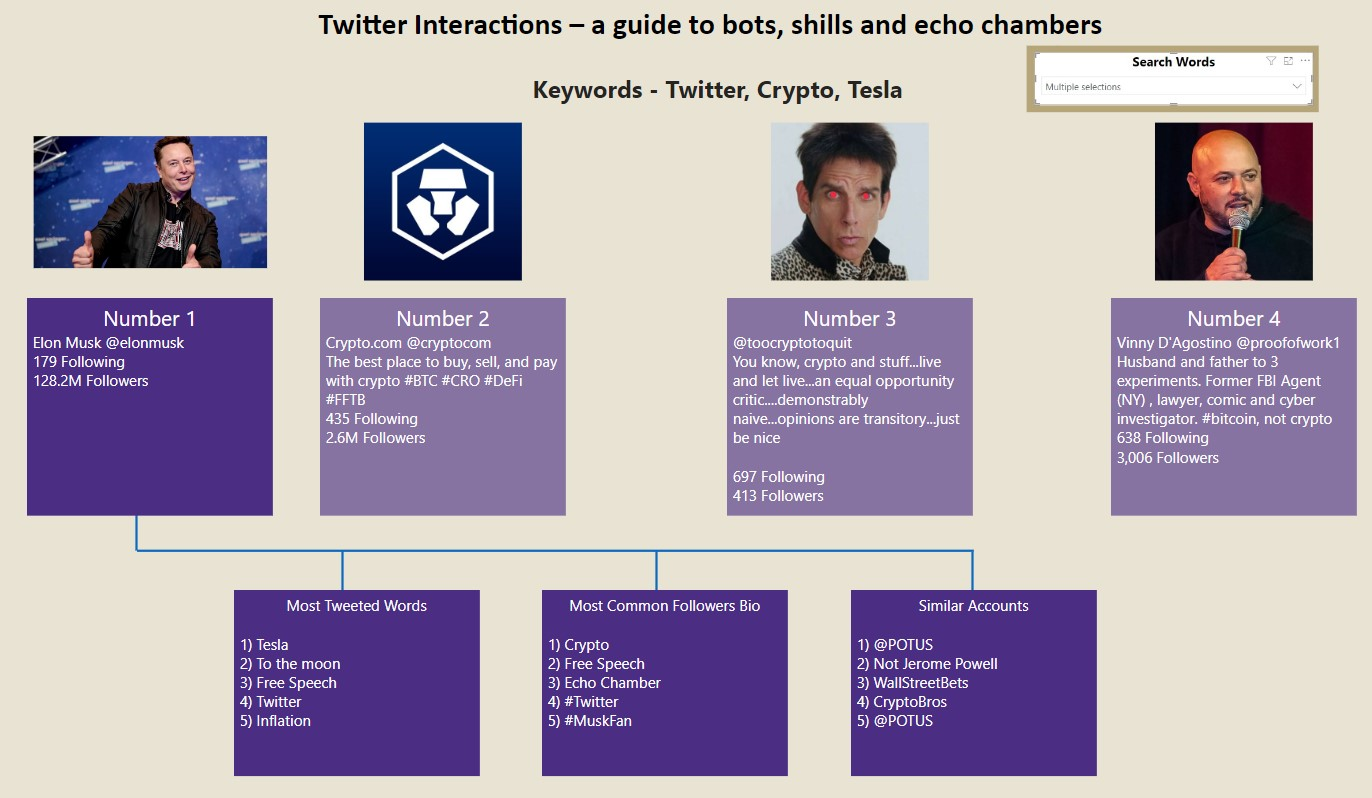 Twitter Interactions – a guide to bots, shills and echo chambers
Search Words
Multiple selections
Keywords - Twitter, Crypto, Tesla
Number 1
Elon Musk @elonmusk
179 Following
128.2M Followers
Number 2
Crypto.com @cryptocom
The best place to buy, sell, and pay
with crypto #BTC #CRO #DeFi
#FFTB
435 Following
2.6M Followers
Number 3
@toocryptotoquit
You know, crypto and stuff...live
and let live...an equal opportunity
critic....demonstrably
naive...opinions are transitory...just
be nice
697 Following
413 Followers
Number 4
Vinny D'Agostino @proofofwork1
Husband and father to 3
experiments. Former FBI Agent
(NY) , lawyer, comic and cyber
investigator. #bitcoin, not crypto
638 Following
3,006 Followers
Most Tweeted Words
1) Tesla
2) To the moon
3) Free Speech
4) Twitter
5) Inflation
Most Common Followers Bio
1) Crypto
2) Free Speech
3) Echo Chamber
4) #Twitter
5) #MuskFan
Similar Accounts
1) @POTUS
2) Not Jerome Powell
3) WallStreetBets
4) CryptoBros
5) @POTUS